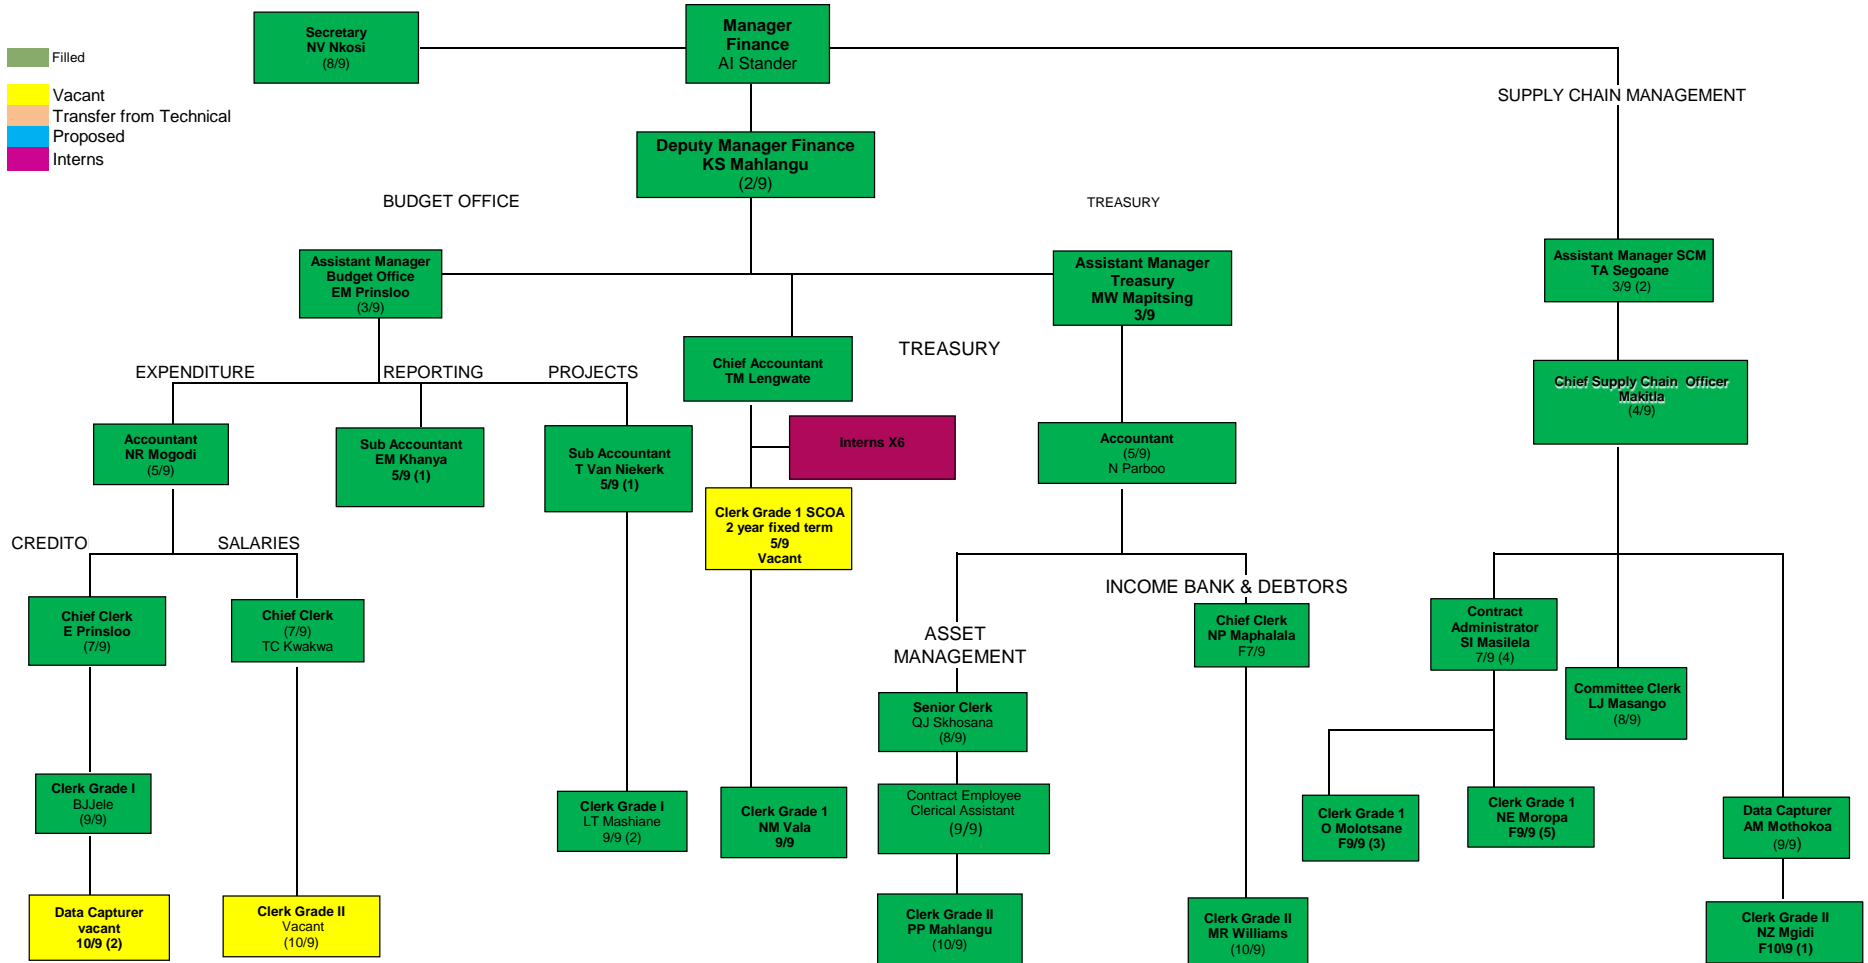 Secretary
NV Nkosi
(8/9)
Manager
Finance
AI Stander
Filled
Vacant
Transfer from Technical
Proposed
Interns
SUPPLY CHAIN MANAGEMENT
Deputy Manager Finance
KS Mahlangu
(2/9)
BUDGET OFFICE
TREASURY
Assistant Manager
Budget Office
EM Prinsloo
(3/9)
Assistant Manager
Treasury
MW Mapitsing
3/9
Assistant Manager SCM
TA Segoane
3/9 (2)
Chief Accountant
TM Lengwate
TREASURY
EXPENDITURE
REPORTING
PROJECTS
Chief Supply Chain Officer
Makitla
(4/9)
Accountant
NR Mogodi
(5/9)
Sub Accountant
EM Khanya
5/9 (1)
Sub Accountant
T Van Niekerk
5/9 (1)
Interns X6
Accountant
(5/9)
N Parboo
Clerk Grade 1 SCOA
2 year fixed term
5/9
Vacant
CREDITO
SALARIES
INCOME BANK & DEBTORS
Chief Clerk
E Prinsloo
(7/9)
Chief Clerk
(7/9)
TC Kwakwa
ASSET
MANAGEMENT
Chief Clerk
NP Maphalala
F7/9
Contract
Administrator
SI Masilela
7/9 (4)
Committee Clerk
LJ Masango
(8/9)
Senior Clerk
QJ Skhosana
(8/9)
Clerk Grade I
BJJele
(9/9)
Clerk Grade I
LT Mashiane
9/9 (2)
Clerk Grade 1
NM Vala
9/9
Contract Employee
Clerical Assistant
(9/9)
Clerk Grade 1
O Molotsane
F9/9 (3)
Clerk Grade 1
NE Moropa
F9/9 (5)
Data Capturer
AM Mothokoa
(9/9)
Data Capturer
vacant
10/9 (2)
Clerk Grade II
Vacant
(10/9)
Clerk Grade II
PP Mahlangu
(10/9)
Clerk Grade II
MR Williams
(10/9)
Clerk Grade II
NZ Mgidi
F10\9 (1)